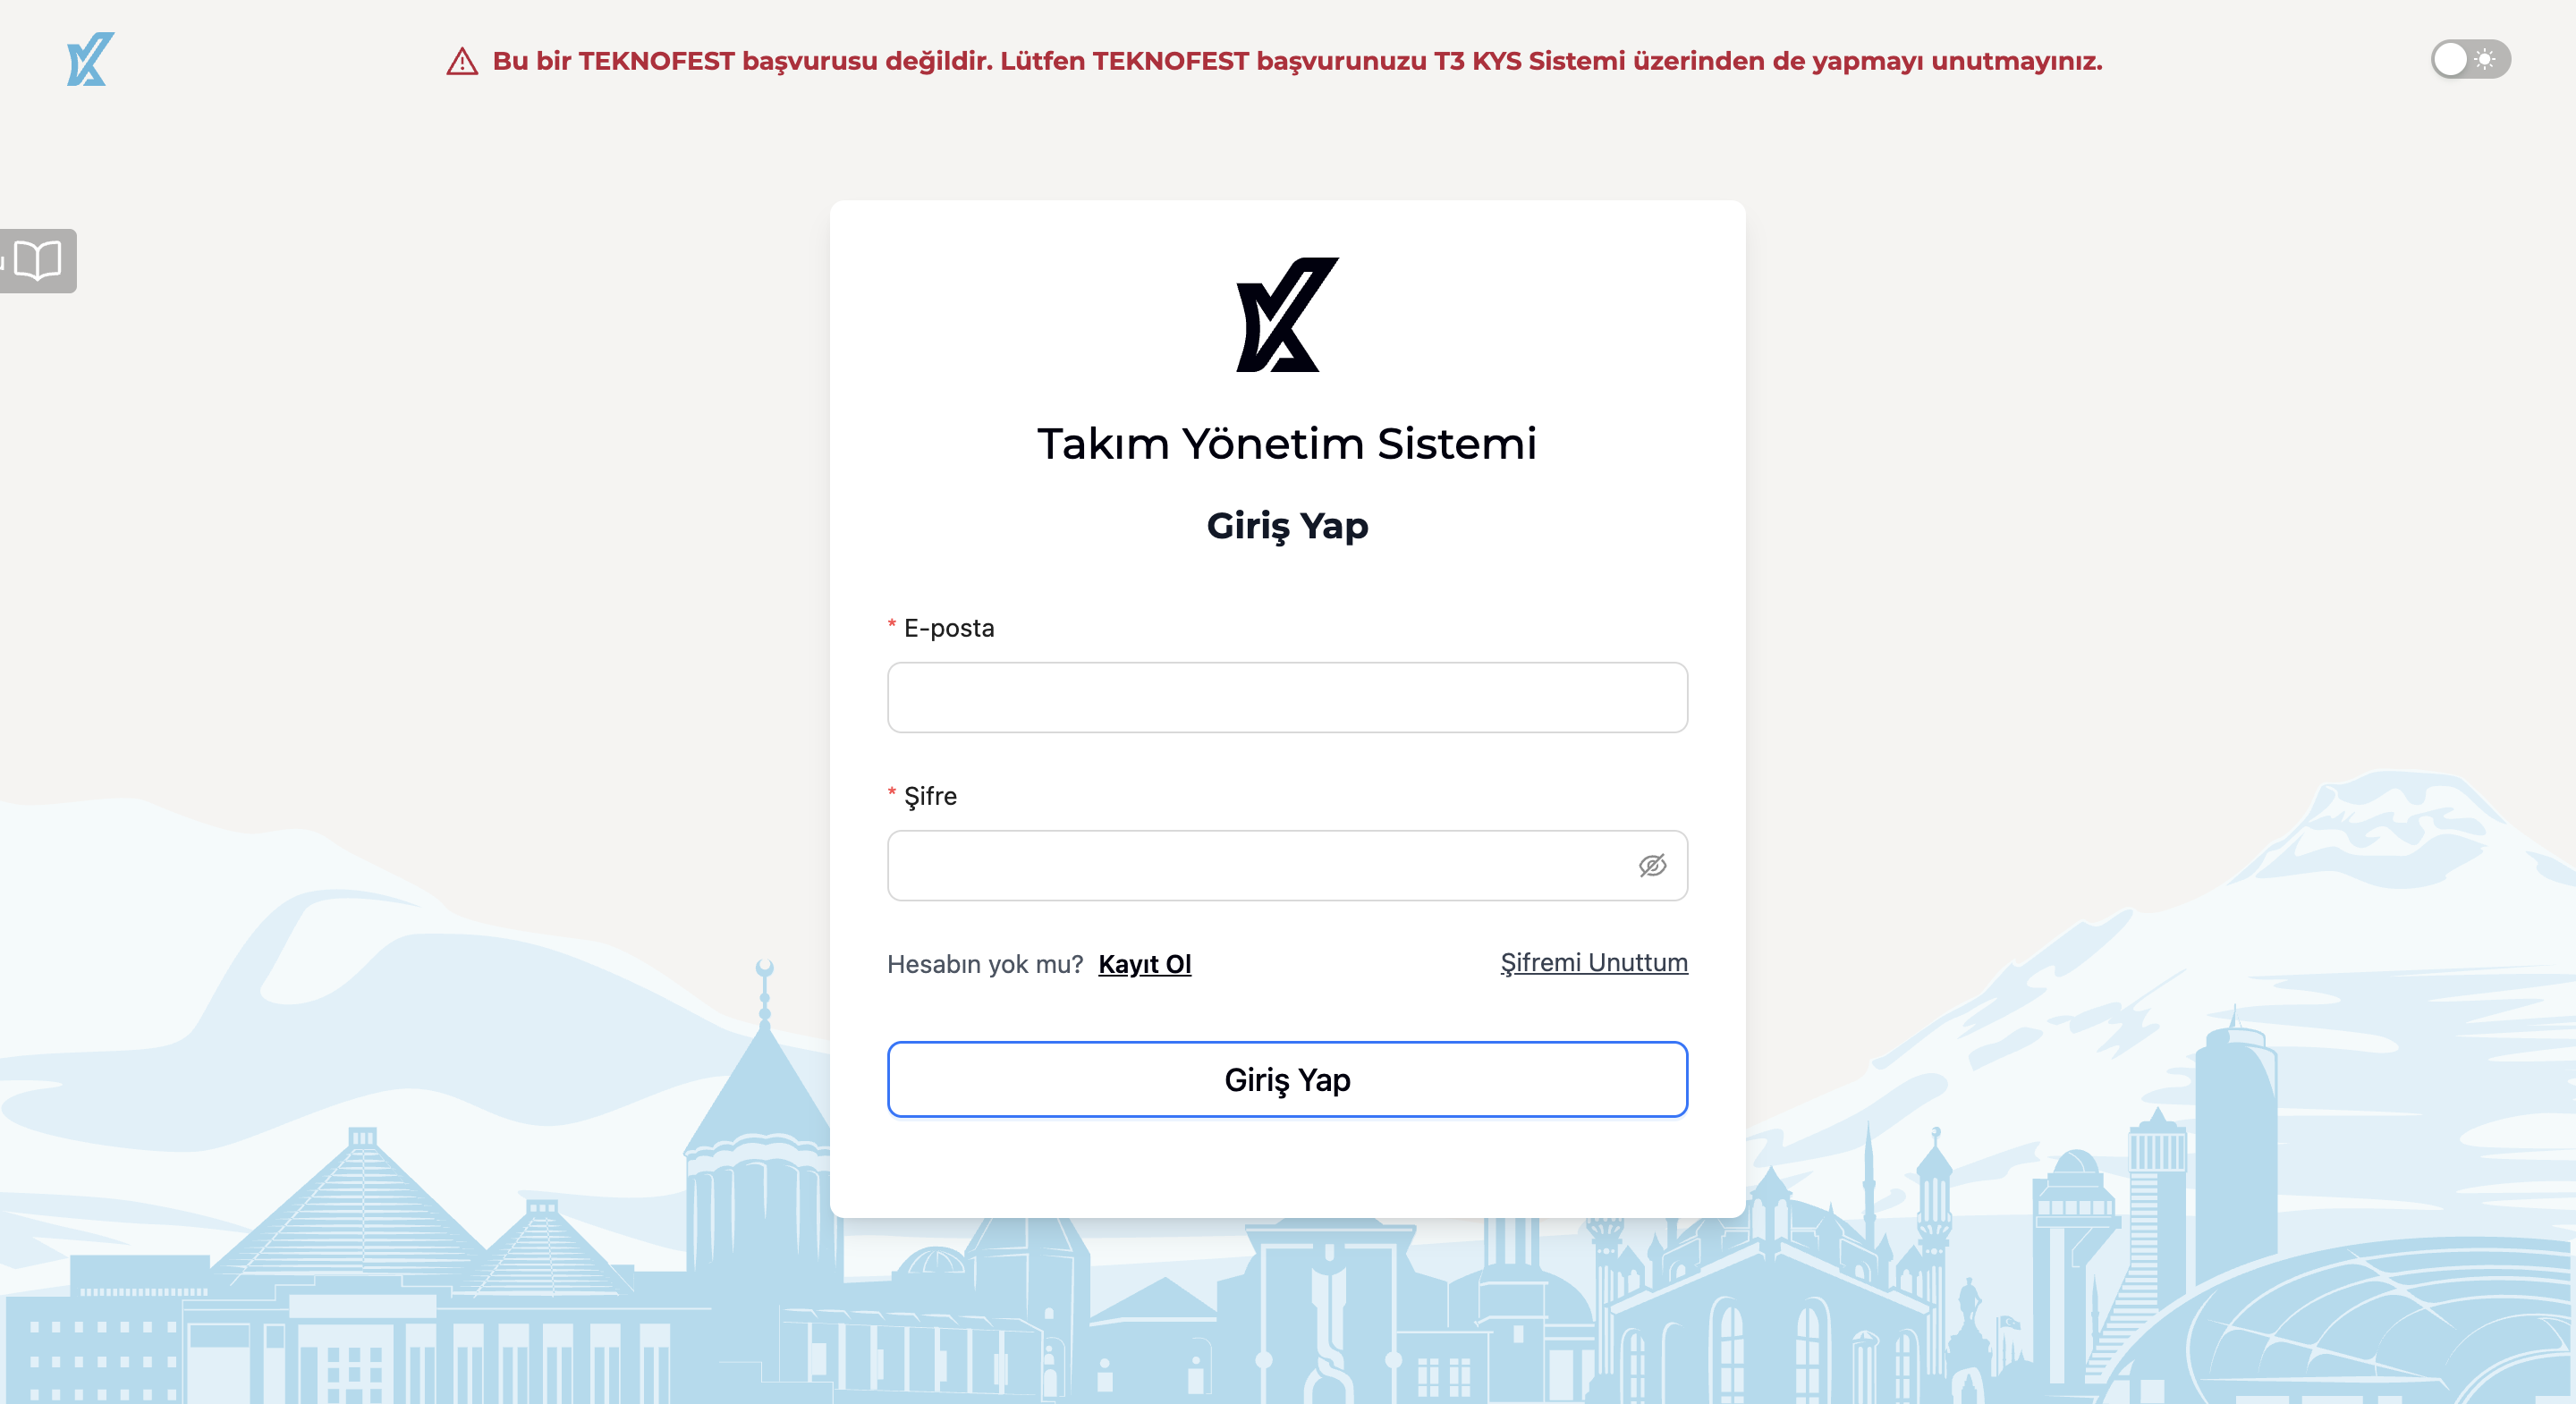 Bu bir TEKNOFEST başvurusu değildir. Lütfen TEKNOFEST başvurunuzu T3 KYS Sistemi üzerinden de yapmayı unutmayınız.
Takım Yönetim Sistemi
Giriş Yap
* E-posta
* Şifre
Hesabın yok mu? Kayıt Ol
Şifremi Unuttum
Giriş Yap